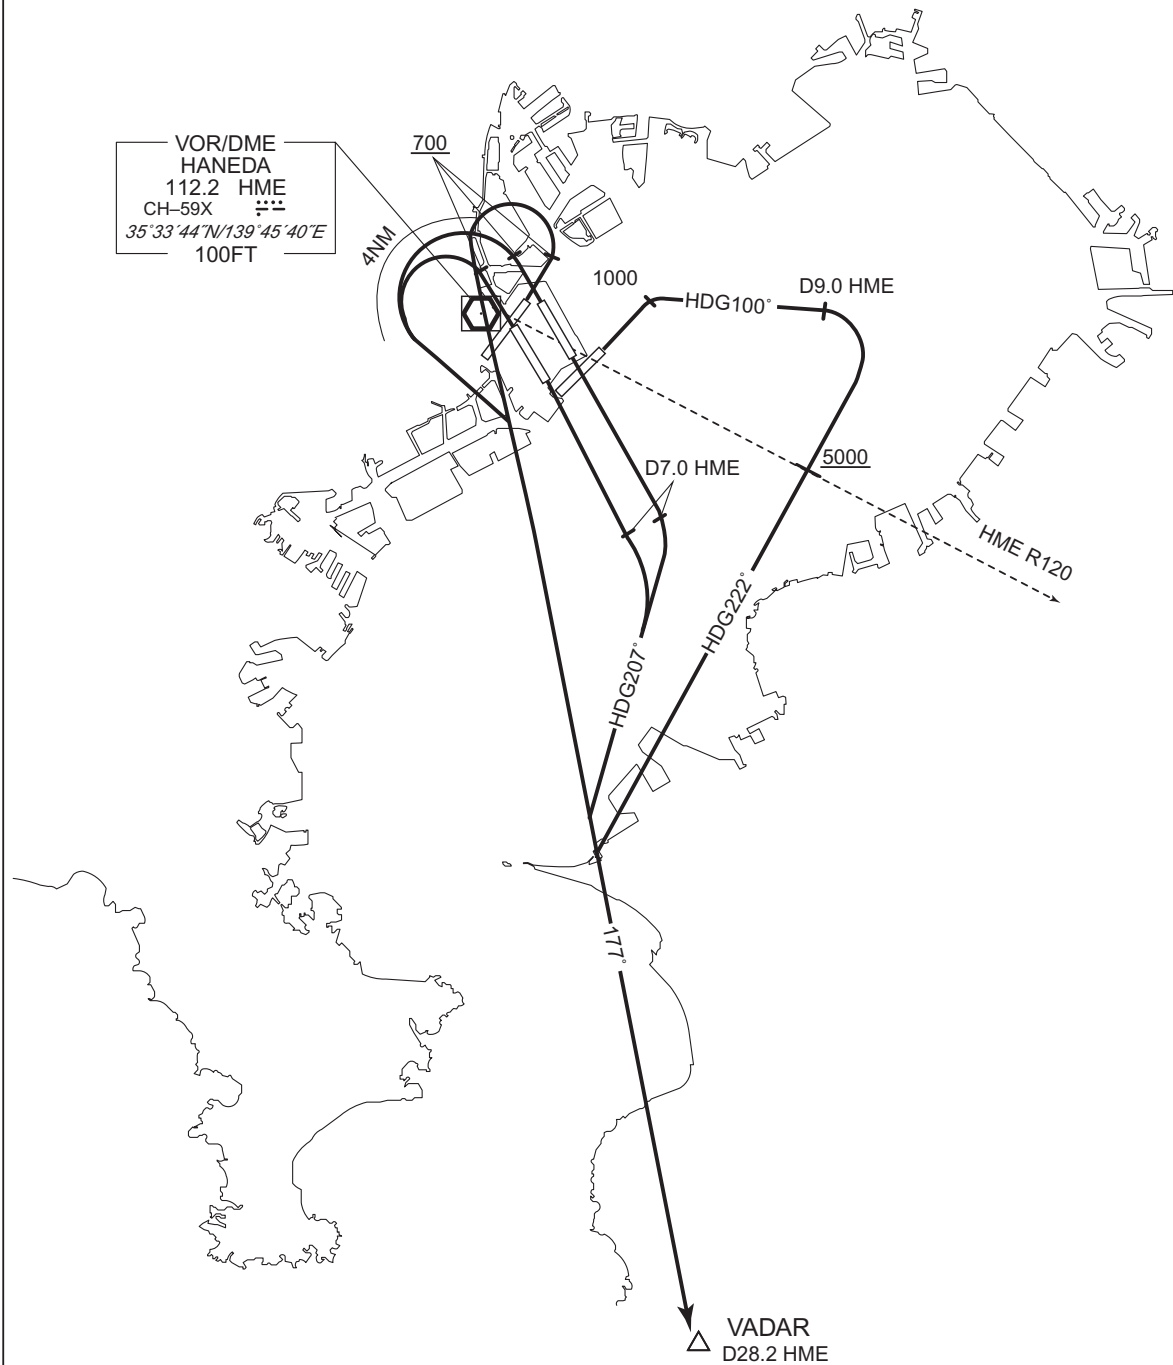 VOR/DME
HANEDA
112.2 HME
CH–59X
35°33′44″N/139°45′40″E
100FT
700
4NM
1000
HDG100°
D9.0 HME
5000
D7.0 HME
HME R120
HDG222°
HDG207°
177°
VADAR
D28.2 HME